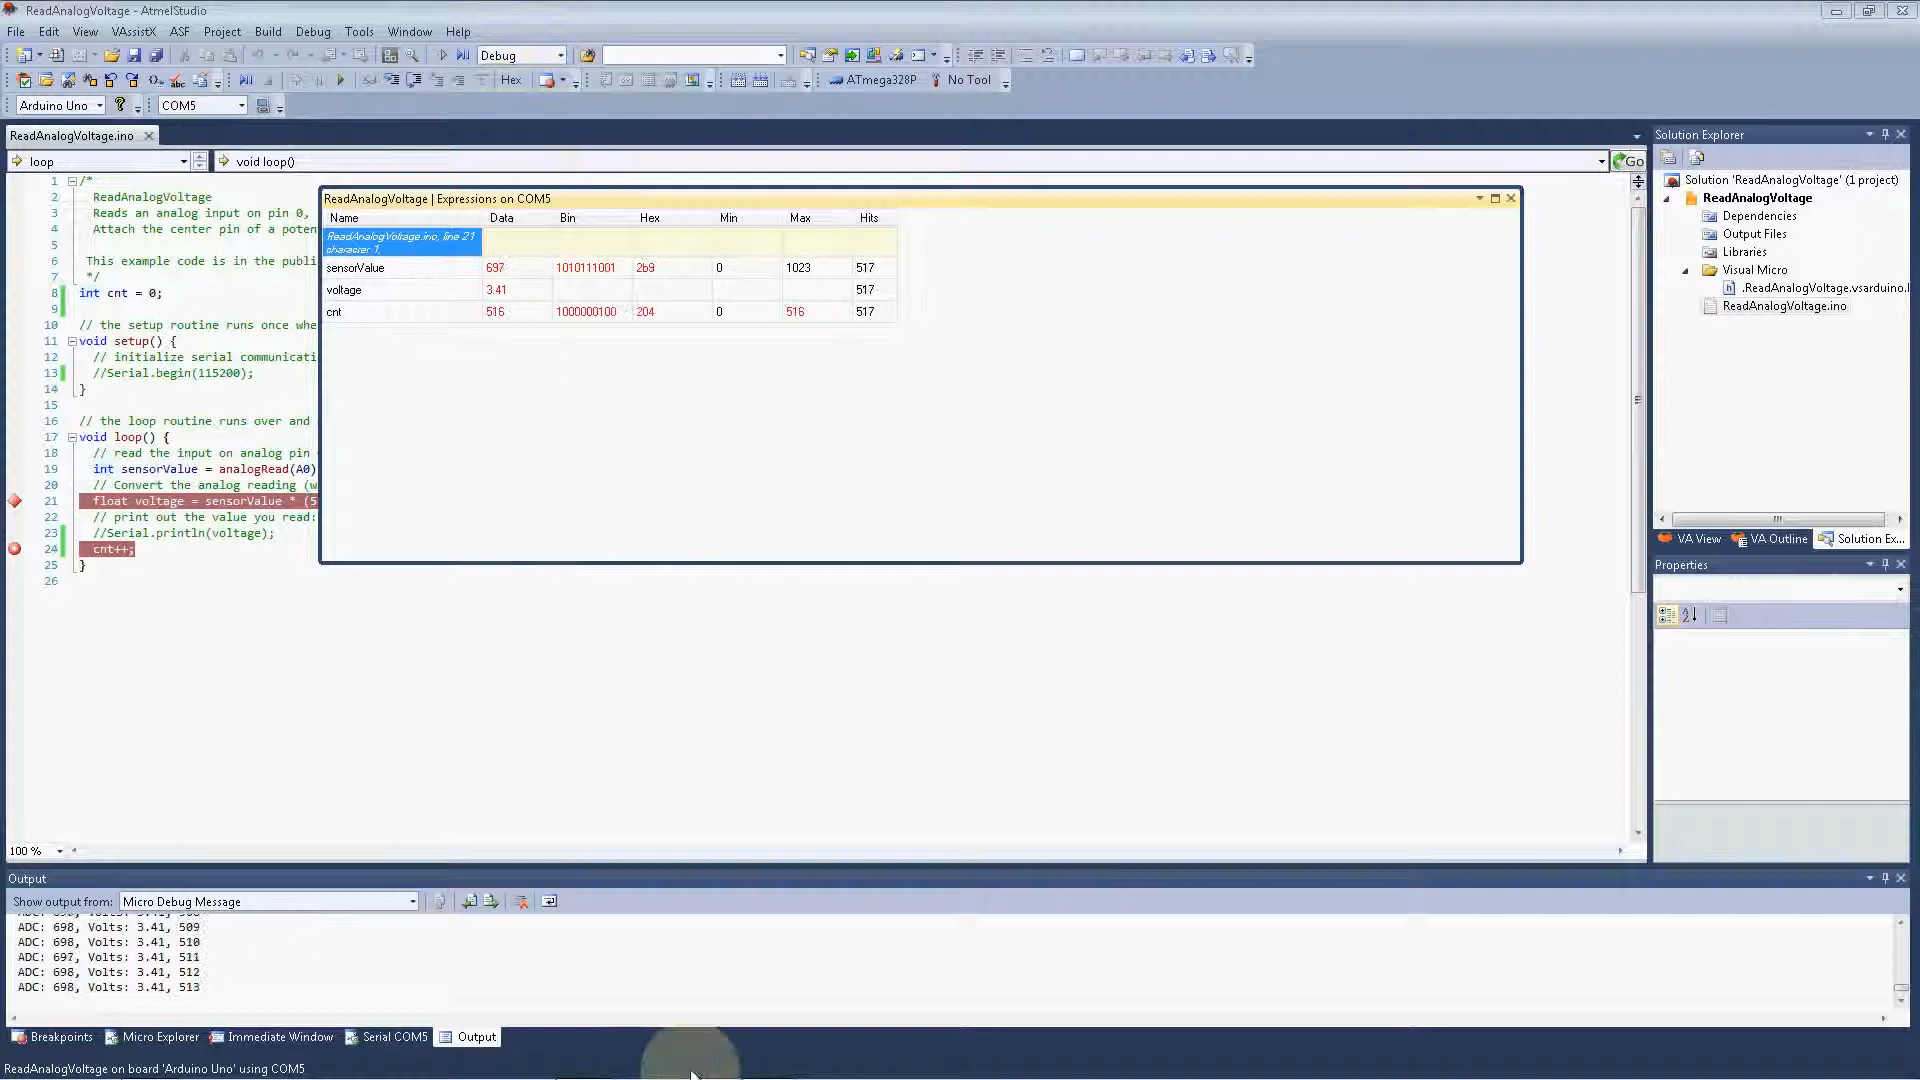 ReadAnalogVoltage - AtmelStudio
File Edit View VAssistX ASF Project Build Debug Tools Window Help
Debug
Hex ATmega328P No Tool
Arduino Uno COM5
ReadAnalogVoltage.ino
loop void loop() Go
1 /*
2 ReadAnalogVoltage
3 Reads an analog input on pin 0,
4 Attach the center pin of a poten
5
6 This example code is in the publi
7 */
8 int cnt = 0;
9
10 // the setup routine runs once whe
11 void setup() {
12 // initialize serial communicati
13 //Serial.begin(115200);
14 }
15
16 // the loop routine runs over and
17 void loop() {
18 // read the input on analog pin
19 int sensorValue = analogRead(A0)
20 // Convert the analog reading (w
21 float voltage = sensorValue * (5
22 // print out the value you read:
23 //Serial.println(voltage);
24 cnt++;
25 }
26
100 %
ReadAnalogVoltage | Expressions on COM5
Name Data Bin Hex Min Max Hits
ReadAnalogVoltage.ino, line 21
character 1,
sensorValue 697 1010111001 2b9 0 1023 517
voltage 3.41 517
cnt 516 1000000100 204 0 516 517
Solution Explorer
Solution 'ReadAnalogVoltage' (1 project)
ReadAnalogVoltage
Dependencies
Output Files
Libraries
Visual Micro
.ReadAnalogVoltage.vsarduino.
ReadAnalogVoltage.ino
VA View VA Outline Solution Ex...
Properties
Output
Show output from: Micro Debug Message
ADC: 698, Volts: 3.41, 509
ADC: 698, Volts: 3.41, 510
ADC: 697, Volts: 3.41, 511
ADC: 698, Volts: 3.41, 512
ADC: 698, Volts: 3.41, 513
Breakpoints Micro Explorer Immediate Window Serial COM5 Output
ReadAnalogVoltage on board 'Arduino Uno' using COM5